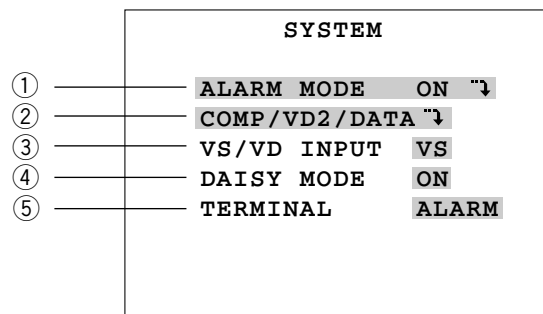 SYSTEM
① ALARM MODE ON
② COMP/VD2/DATA
③ VS/VD INPUT VS
④ DAISY MODE ON
⑤ TERMINAL ALARM